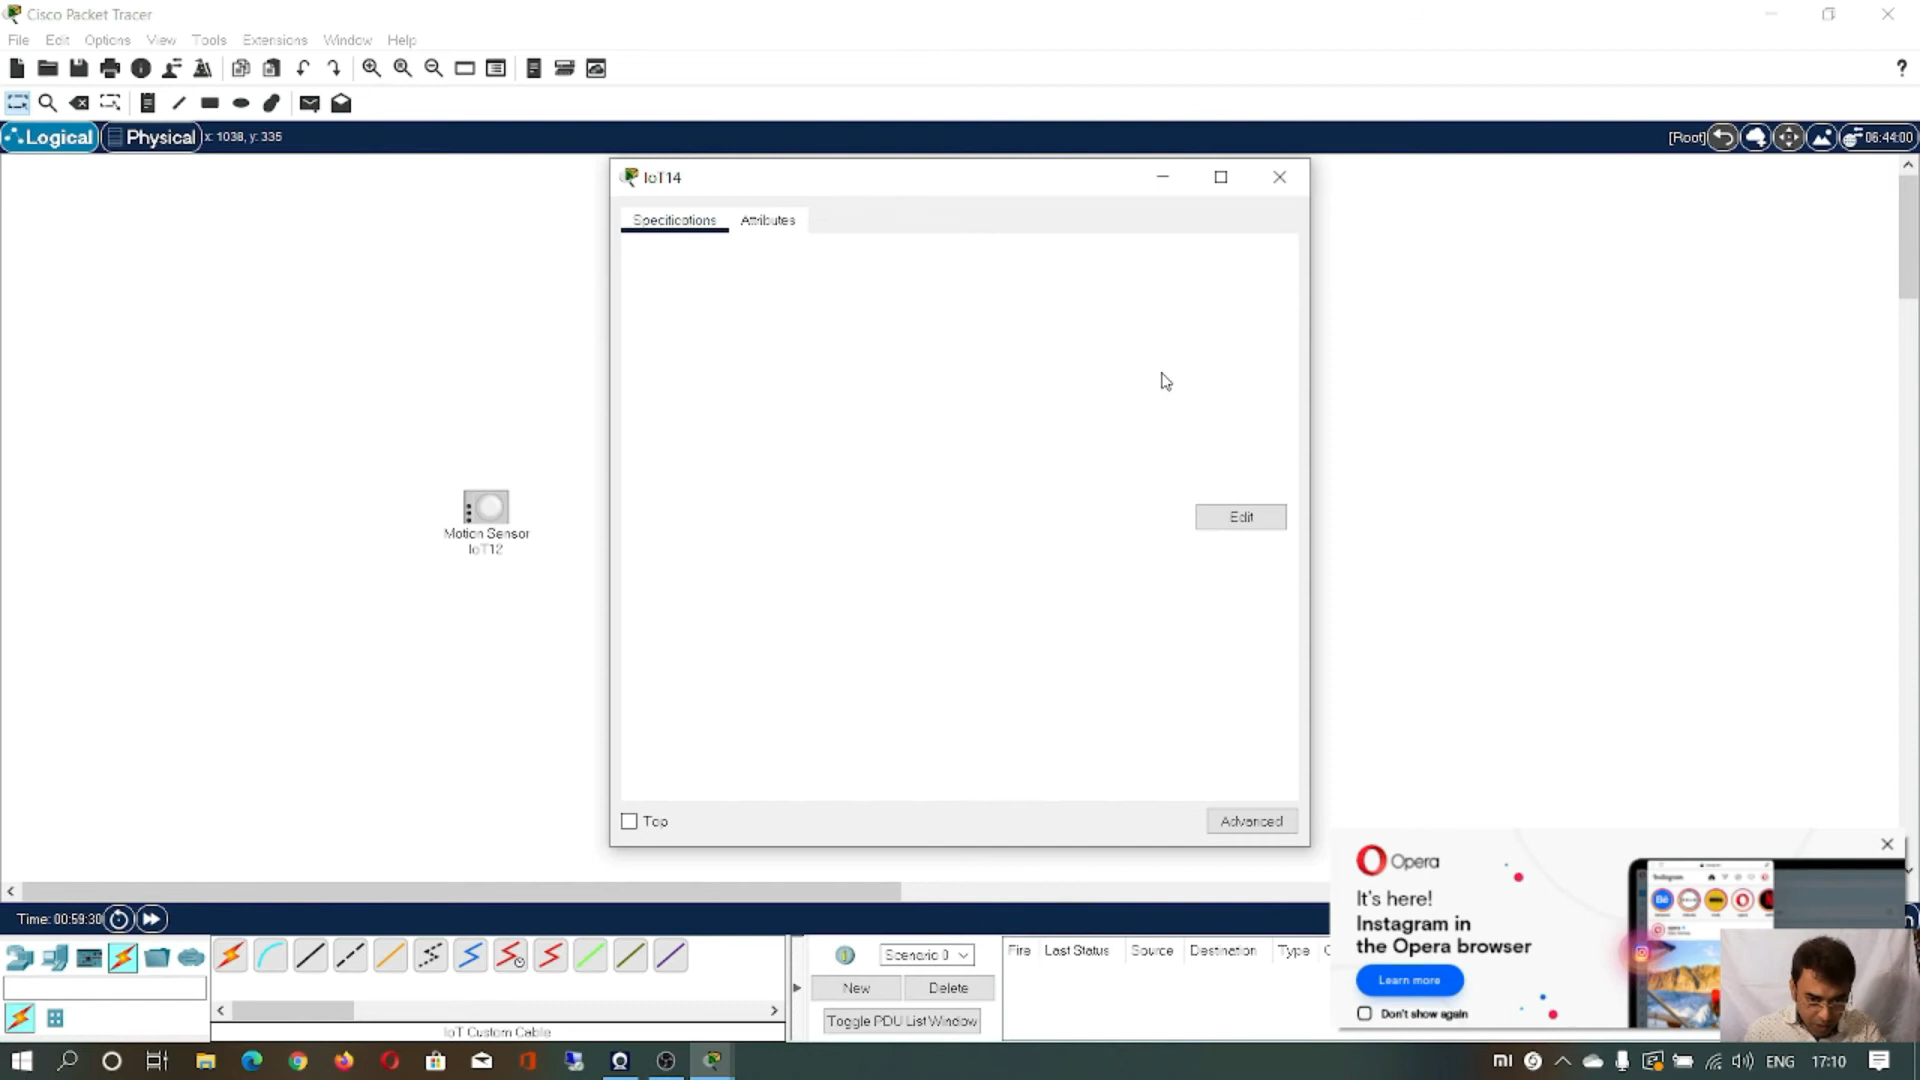 Cisco Packet Tracer
File Edit Options View Tools Extensions Window Help
?
Logical Physical x: 1038, y: 335 [Root] 06:44:00
IoT14
Specifications Attributes
Edit
Motion Sensor
IoT12
Top Advanced
Opera
It's here!
Instagram in
the Opera browser
Learn more
Don't show again
Time: 00:59:30
Scenario 0 Fire Last Status Source Destination Type
New Delete
Toggle PDU List Window
IoT Custom Cable
ENG 17:10